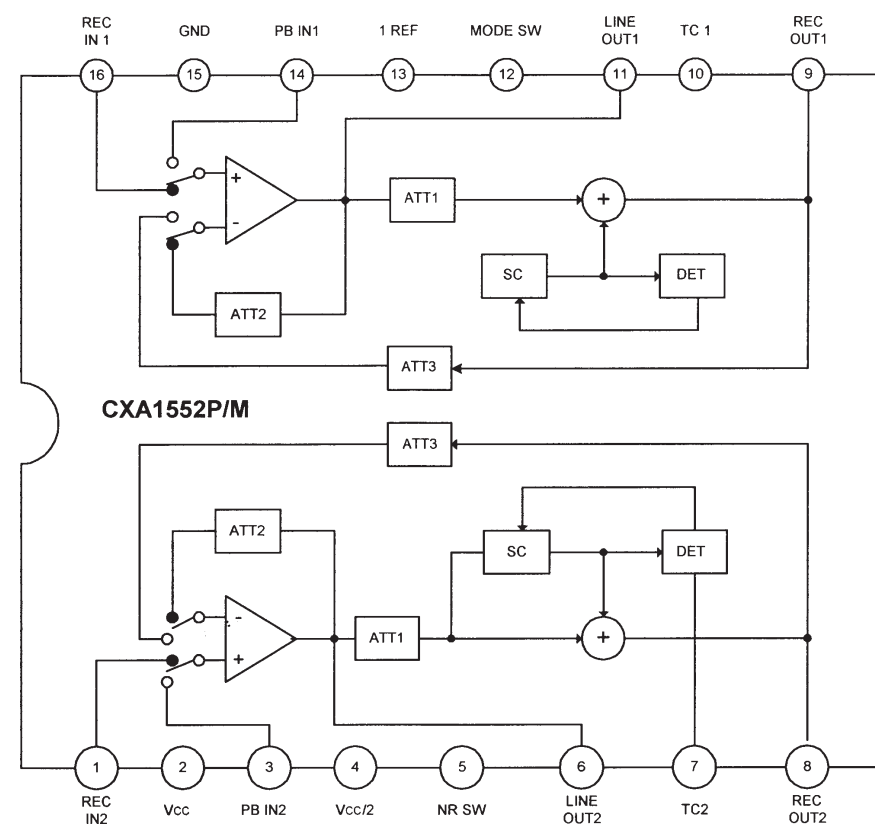 REC IN 1
GND
PB IN1
1 REF
MODE SW
LINE OUT1
TC 1
REC OUT1
16
15
14
13
12
11
10
9
+
-
ATT1
+
SC
DET
ATT2
ATT3
CXA1552P/M
ATT3
ATT2
SC
DET
-
+
ATT1
+
1
2
3
4
5
6
7
8
REC IN2
VCC
PB IN2
VCC/2
NR SW
LINE OUT2
TC2
REC OUT2